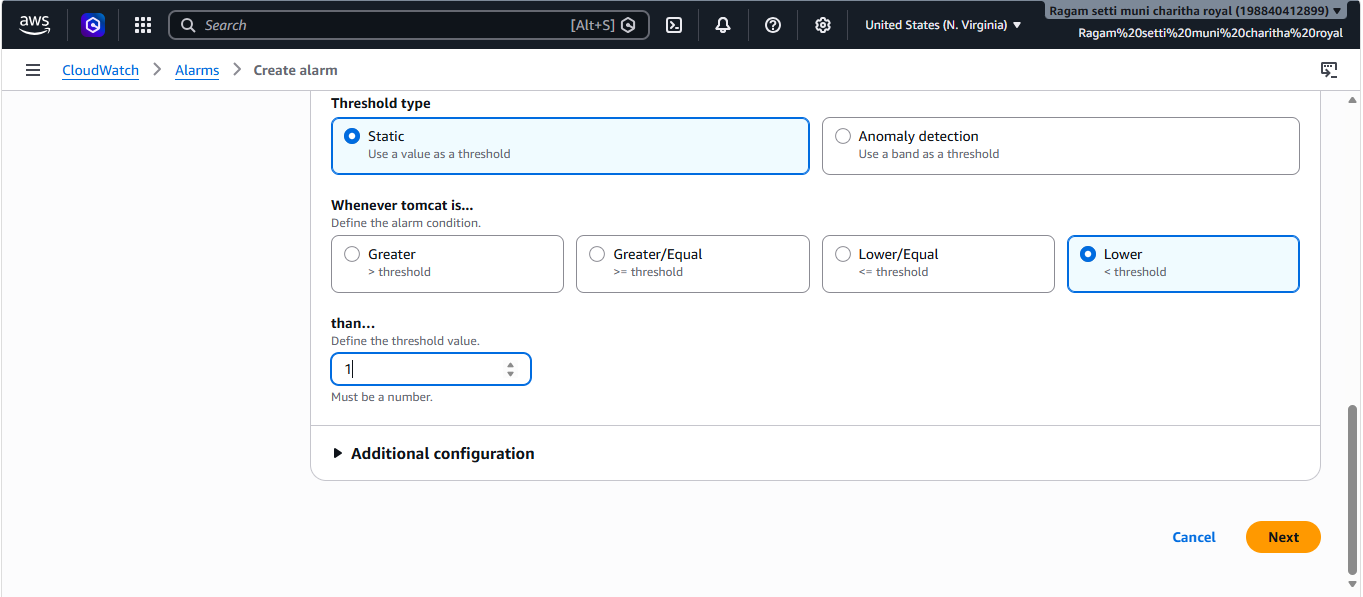 aws
Search [Alt+S]
United States (N. Virginia)
Ragam setti muni charitha royal (198840412899)
Ragam%20setti%20muni%20charitha%20royal
CloudWatch Alarms Create alarm
Threshold type
Static
Use a value as a threshold
Anomaly detection
Use a band as a threshold
Whenever tomcat is...
Define the alarm condition.
Greater
> threshold
Greater/Equal
>= threshold
Lower/Equal
<= threshold
Lower
< threshold
than...
Define the threshold value.
1
Must be a number.
Additional configuration
Cancel Next